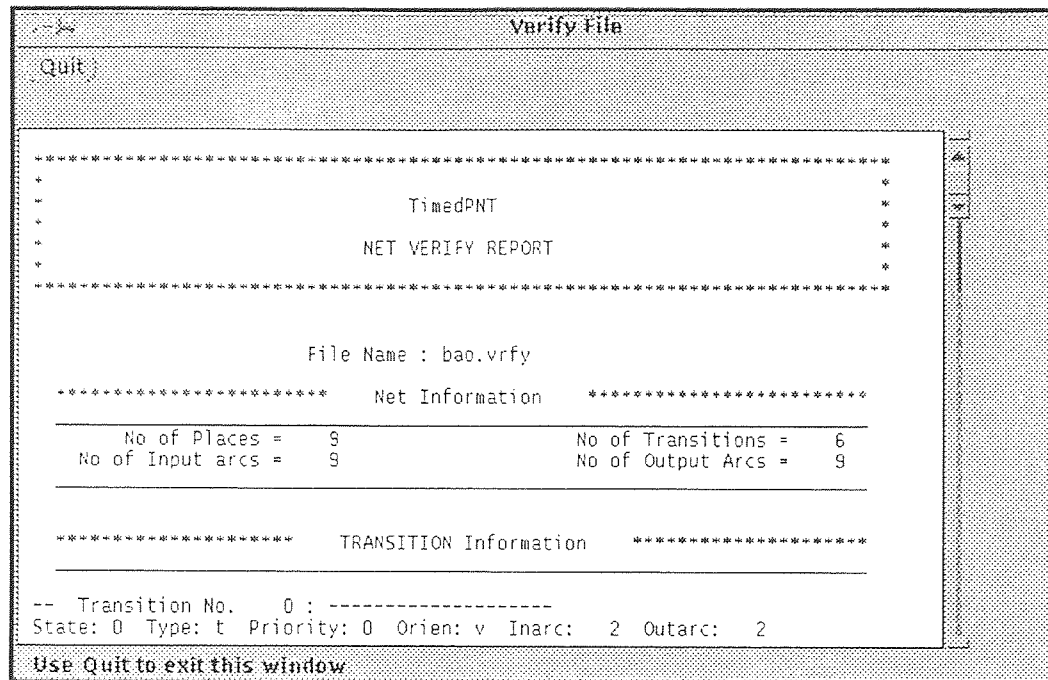 Verify File
Quit
*****************************************************************************
TimedPNT
NET VERIFY REPORT
*****************************************************************************
File Name : bao.vrfy
************************ Net Information *************************
No of Places = 9 No of Transitions = 6
No of Input arcs = 9 No of Output Arcs = 9
********************* TRANSITION Information *********************
-- Transition No. 0 : --------------------
State: 0 Type: t Priority: 0 Orien: v Inarc: 2 Outarc: 2
Use Quit to exit this window